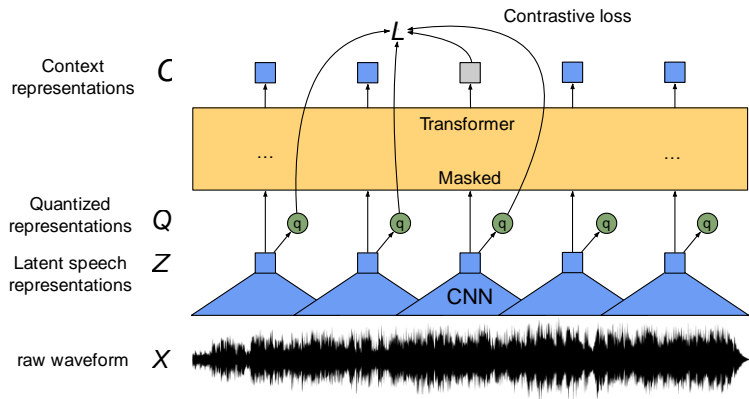 Contrastive loss
L
Context
representations
C
Transformer
...
...
Masked
Quantized
representations
Q
q
q
q
q
q
Latent speech
representations
Z
CNN
raw waveform
X